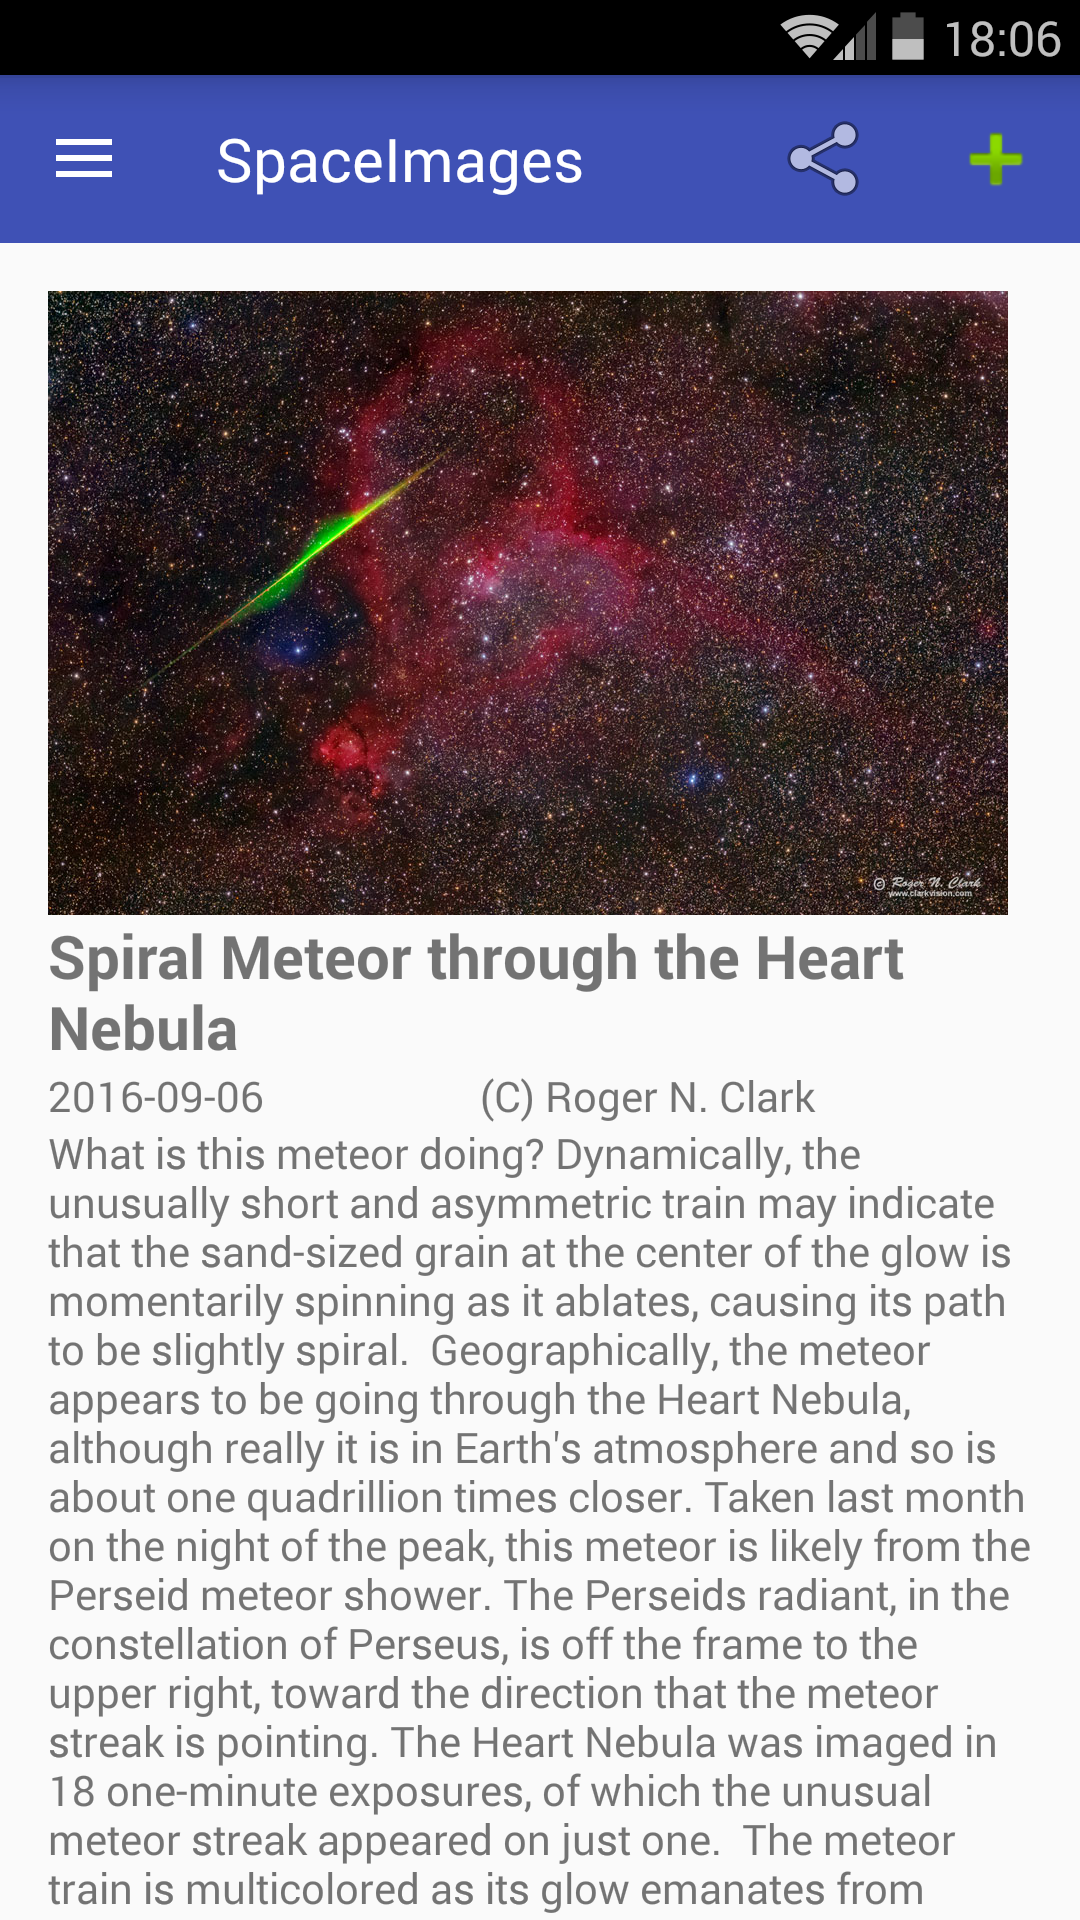 18:06
SpaceImages
© Roger N. Clark
www.clarkvision.com
Spiral Meteor through the Heart
Nebula
2016-09-06 (C) Roger N. Clark
What is this meteor doing? Dynamically, the
unusually short and asymmetric train may indicate
that the sand-sized grain at the center of the glow is
momentarily spinning as it ablates, causing its path
to be slightly spiral.  Geographically, the meteor
appears to be going through the Heart Nebula,
although really it is in Earth's atmosphere and so is
about one quadrillion times closer. Taken last month
on the night of the peak, this meteor is likely from the
Perseid meteor shower. The Perseids radiant, in the
constellation of Perseus, is off the frame to the
upper right, toward the direction that the meteor
streak is pointing. The Heart Nebula was imaged in
18 one-minute exposures, of which the unusual
meteor streak appeared on just one.  The meteor
train is multicolored as its glow emanates from